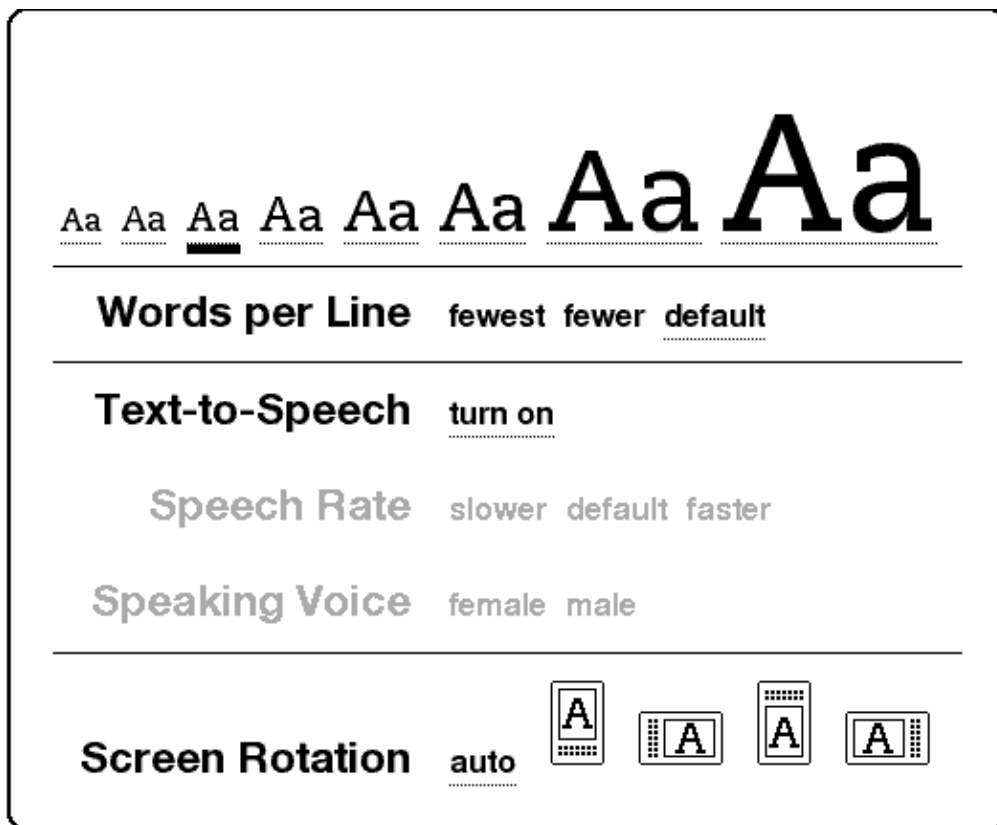 Aa Aa Aa Aa Aa Aa Aa Aa
Words per Line fewest fewer default
Text-to-Speech turn on
Speech Rate slower default faster
Speaking Voice female male
A A A A
Screen Rotation auto